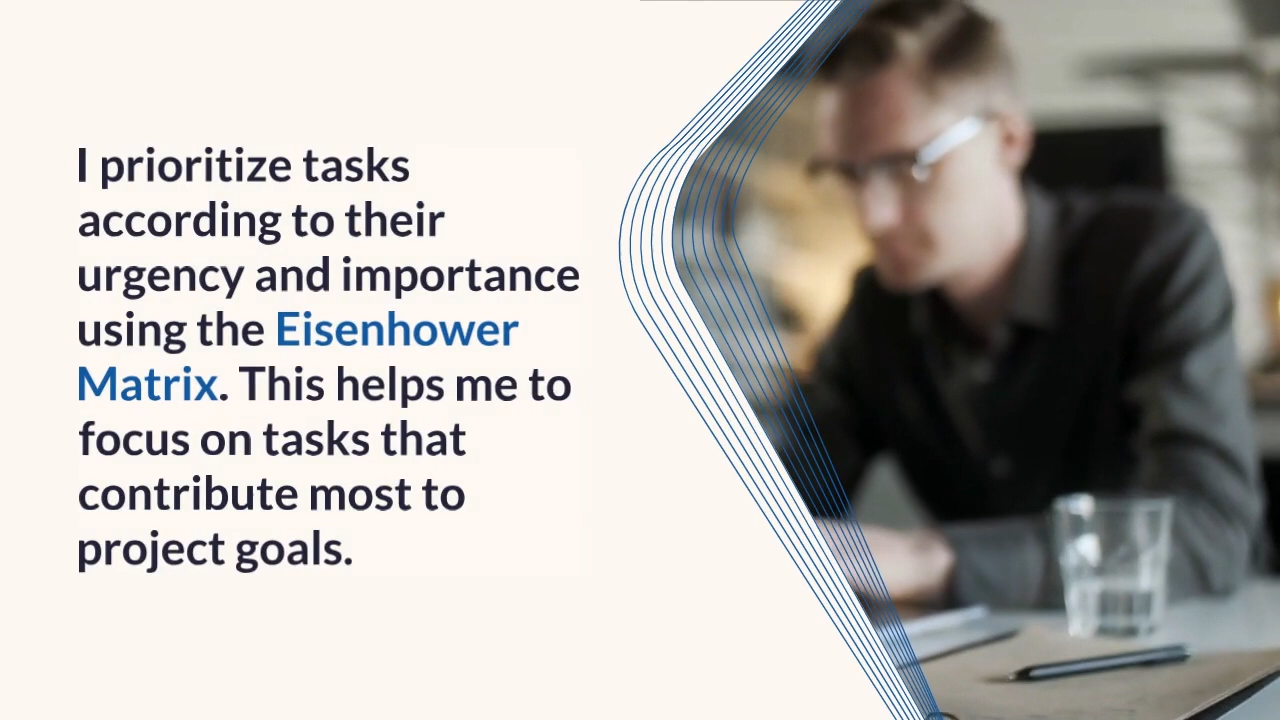 I prioritize tasks
according to their
urgency and importance
using the Eisenhower
Matrix. This helps me to
focus on tasks that
contribute most to
project goals.